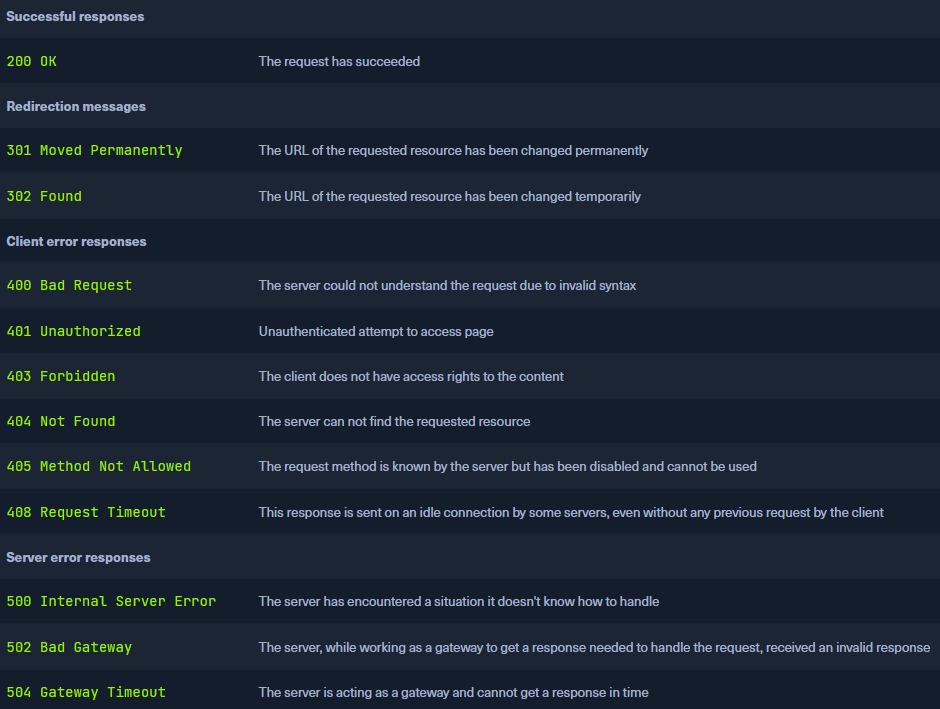 Successful responses
200 OK The request has succeeded
Redirection messages
301 Moved Permanently The URL of the requested resource has been changed permanently
302 Found The URL of the requested resource has been changed temporarily
Client error responses
400 Bad Request The server could not understand the request due to invalid syntax
401 Unauthorized Unauthenticated attempt to access page
403 Forbidden The client does not have access rights to the content
404 Not Found The server can not find the requested resource
405 Method Not Allowed The request method is known by the server but has been disabled and cannot be used
408 Request Timeout This response is sent on an idle connection by some servers, even without any previous request by the client
Server error responses
500 Internal Server Error The server has encountered a situation it doesn't know how to handle
502 Bad Gateway The server, while working as a gateway to get a response needed to handle the request, received an invalid response
504 Gateway Timeout The server is acting as a gateway and cannot get a response in time